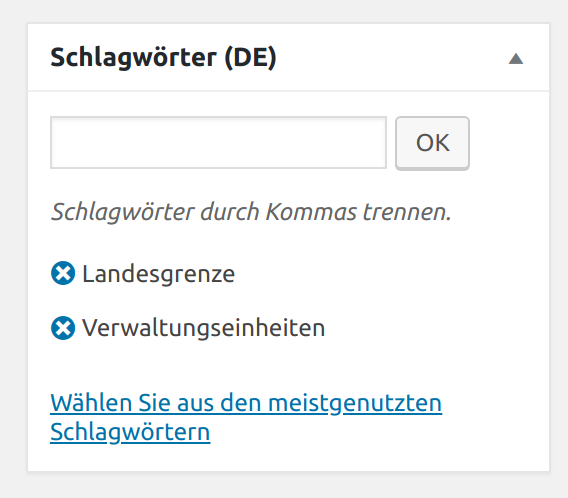 Schlagwörter (DE)
OK
Schlagwörter durch Kommas trennen.
Landesgrenze
Verwaltungseinheiten
Wählen Sie aus den meistgenutzten
Schlagwörtern